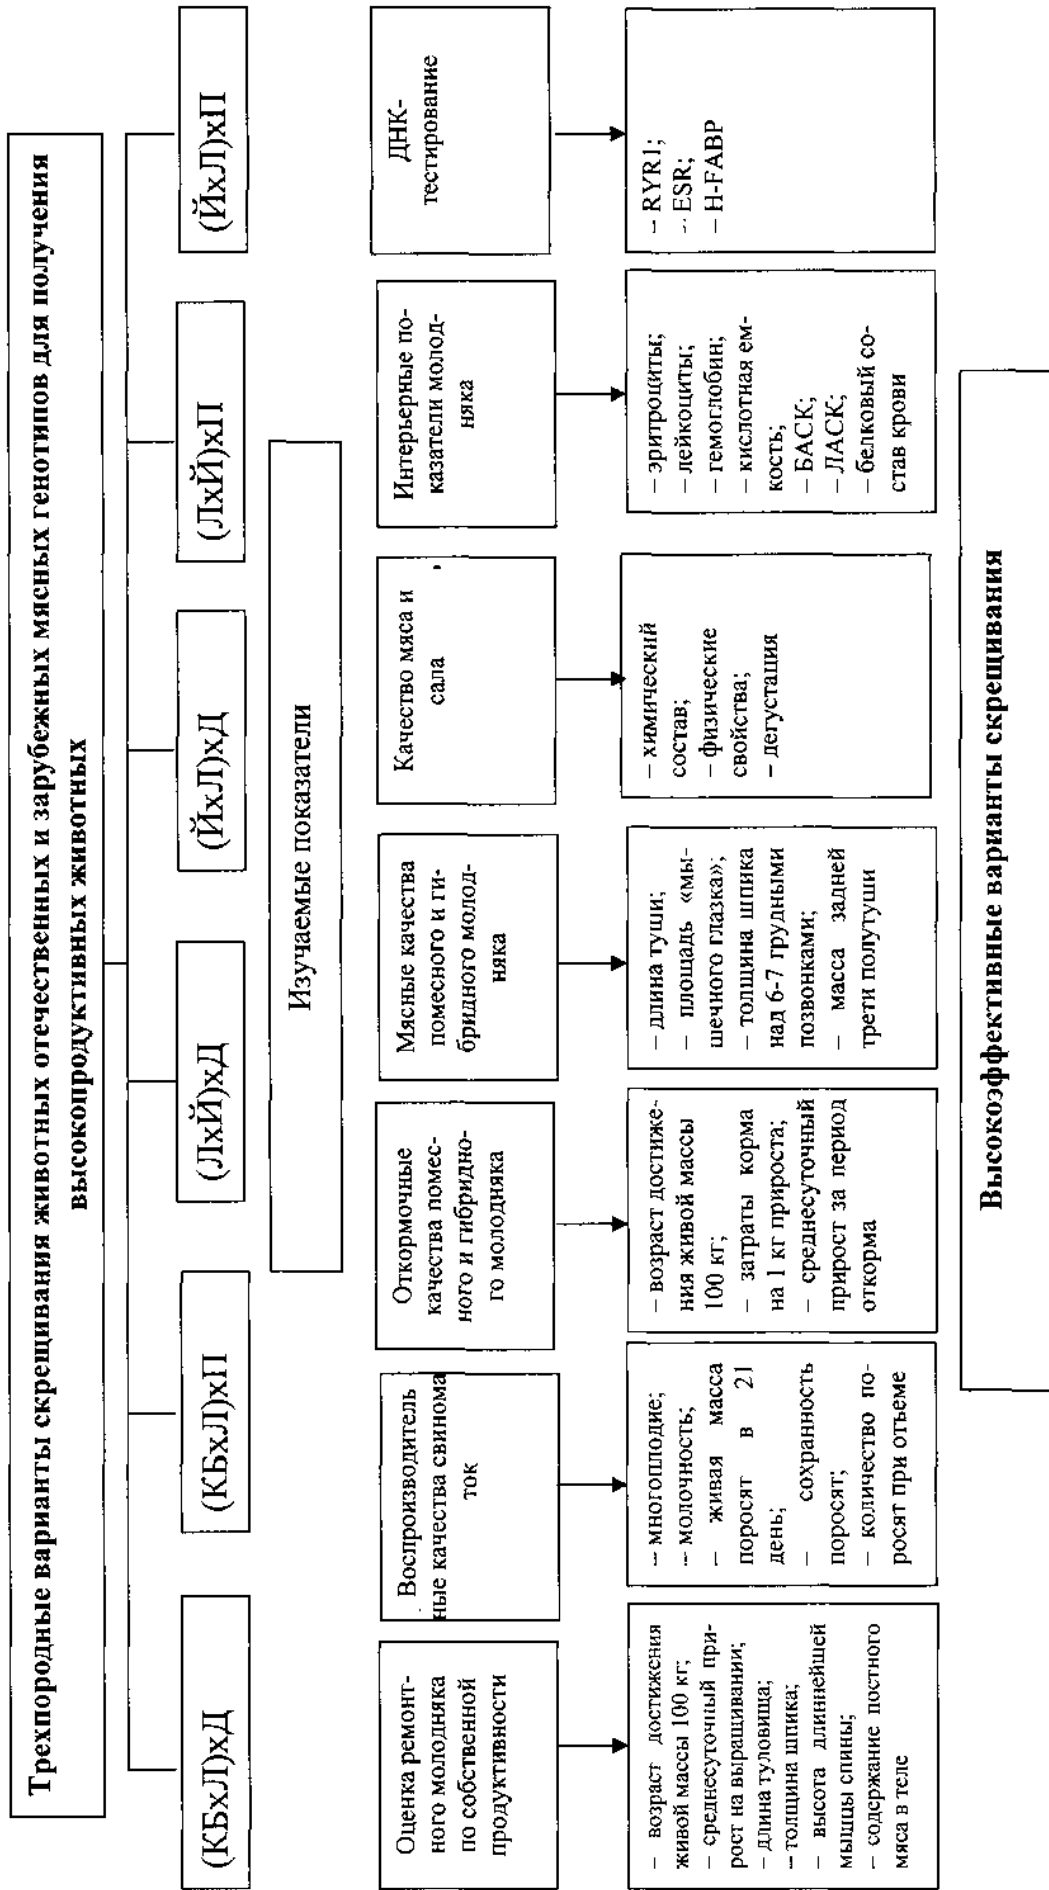 Трехпородные варианты скрещивания животных отечественных и зарубежных мясных генотипов для получения
высокопродуктивных животных
(КБхЛ)хД
(КБхЛ)хП
(ЛхЙ)хД
(ЙхЛ)хД
(ЛхЙ)хП
(ЙхЛ)хП
Изучаемые показатели
Оценка ремонт-
ного молодняка
по собственной
продуктивности
Воспроизводитель
ные качества свинома
ток
Откормочные
качества помес-
ного и гибридно-
го молодняка
Мясные качества
помесного и ги-
бридного молод-
няка
Качество мяса и
сала
Интерьерные по-
казатели молод-
няка
ДНК-
тестирование
– возраст достижения
живой массы 100 кг;
– среднесуточный при-
рост на выращивании;
– длина туловища;
– толщина шпика;
– высота длиннейшей
мышцы спины;
– содержание постного
мяса в теле
– многоплодие;
– молочность;
– живая масса
поросят в 21
день;
– сохранность
поросят;
– количество по-
росят при отъеме
– возраст достиже-
ния живой массы
100 кг;
– затраты корма
на 1 кг прироста;
– среднесуточный
прирост за период
откорма
– длина туши;
– площадь «мы-
шечного глазка»;
– толщина шпика
над 6-7 грудными
позвонками;
– масса задней
трети полутуши
– химический
состав;
– физические
свойства;
– дегустация
– эритроциты;
– лейкоциты;
– гемоглобин;
– кислотная ем-
кость;
– БАСК;
– ЛАСК;
– белковый со-
став крови
– RYR1;
– ESR;
– H-FABP
Высокоэффективные варианты скрещивания